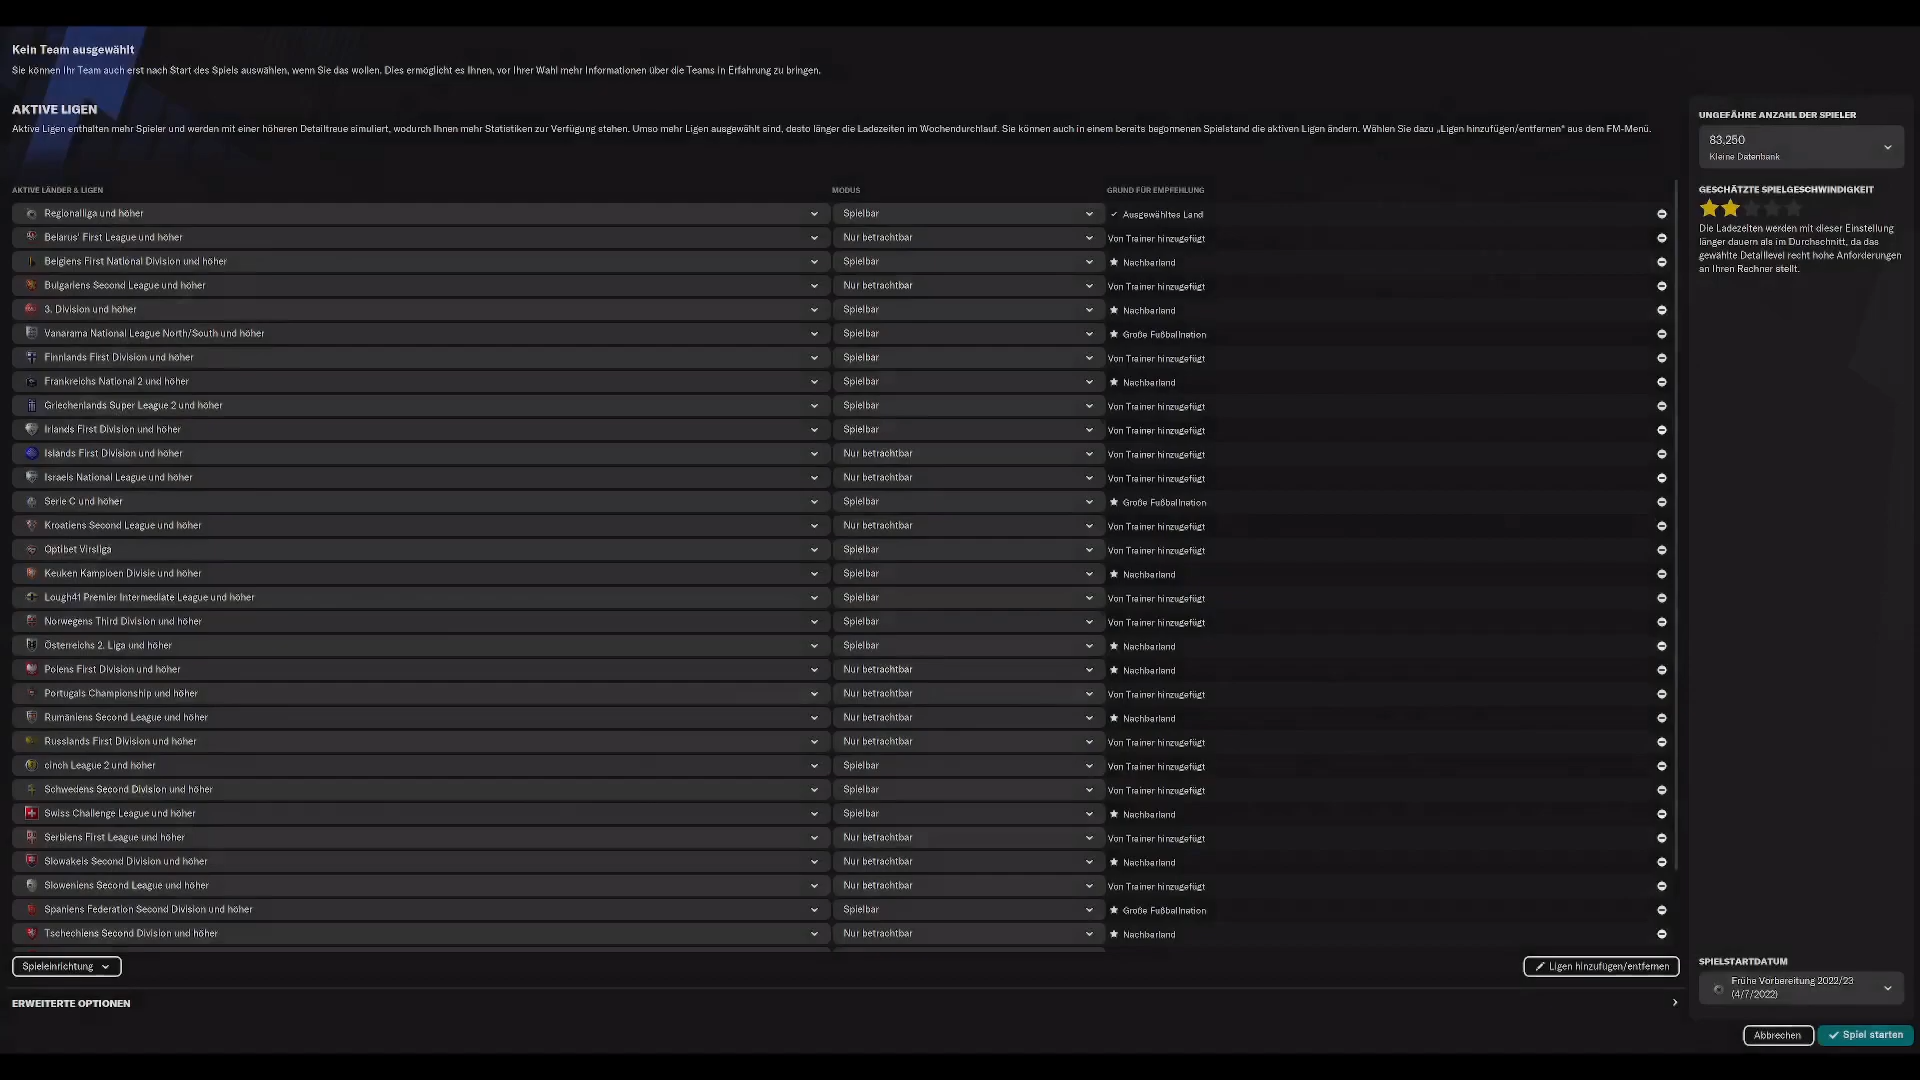 Kein Team ausgewählt
Sie können Ihr Team auch erst nach Start des Spiels auswählen, wenn Sie das wollen. Dies ermöglicht es Ihnen, vor Ihrer Wahl mehr Informationen über die Teams in Erfahrung zu bringen.
AKTIVE LIGEN
Aktive Ligen enthalten mehr Spieler und werden mit einer höheren Detailtreue simuliert, wodurch Ihnen mehr Statistiken zur Verfügung stehen. Umso mehr Ligen ausgewählt sind, desto länger die Ladezeiten im Wochendurchlauf. Sie können auch in einem bereits begonnenen Spielstand die aktiven Ligen ändern. Wählen Sie dazu „Ligen hinzufügen/entfernen" aus dem FM-Menü.
AKTIVE LÄNDER & LIGEN MODUS GRUND FÜR EMPFEHLUNG
Regionalliga und höher Spielbar Ausgewähltes Land
Belarus' First League und höher Nur betrachtbar Von Trainer hinzugefügt
Belgiens First National Division und höher Spielbar Nachbarland
Bulgariens Second League und höher Nur betrachtbar Von Trainer hinzugefügt
3. Division und höher Spielbar Nachbarland
Vanarama National League North/South und höher Spielbar Große Fußballnation
Finnlands First Division und höher Spielbar Von Trainer hinzugefügt
Frankreichs National 2 und höher Spielbar Nachbarland
Griechenlands Super League 2 und höher Spielbar Von Trainer hinzugefügt
Irlands First Division und höher Spielbar Von Trainer hinzugefügt
Islands First Division und höher Nur betrachtbar Von Trainer hinzugefügt
Israels National League und höher Nur betrachtbar Von Trainer hinzugefügt
Serie C und höher Spielbar Große Fußballnation
Kroatiens Second League und höher Nur betrachtbar Von Trainer hinzugefügt
Optibet Virsliga Spielbar Von Trainer hinzugefügt
Keuken Kampioen Divisie und höher Spielbar Nachbarland
Lough41 Premier Intermediate League und höher Spielbar Von Trainer hinzugefügt
Norwegens Third Division und höher Spielbar Von Trainer hinzugefügt
Österreichs 2. Liga und höher Spielbar Nachbarland
Polens First Division und höher Nur betrachtbar Nachbarland
Portugals Championship und höher Nur betrachtbar Von Trainer hinzugefügt
Rumäniens Second League und höher Nur betrachtbar Nachbarland
Russlands First Division und höher Nur betrachtbar Von Trainer hinzugefügt
cinch League 2 und höher Spielbar Von Trainer hinzugefügt
Schwedens Second Division und höher Spielbar Von Trainer hinzugefügt
Swiss Challenge League und höher Spielbar Nachbarland
Serbiens First League und höher Nur betrachtbar Von Trainer hinzugefügt
Slowakeis Second Division und höher Nur betrachtbar Nachbarland
Sloweniens Second League und höher Nur betrachtbar Von Trainer hinzugefügt
Spaniens Federation Second Division und höher Spielbar Große Fußballnation
Tschechiens Second Division und höher Nur betrachtbar Nachbarland
Spieleinrichtung
Ligen hinzufügen/entfernen
ERWEITERTE OPTIONEN
UNGEFÄHRE ANZAHL DER SPIELER
83,250
Kleine Datenbank
GESCHÄTZTE SPIELGESCHWINDIGKEIT
Die Ladezeiten werden mit dieser Einstellung
länger dauern als im Durchschnitt, da das
gewählte Detaillevel recht hohe Anforderungen
an Ihren Rechner stellt.
SPIELSTARTDATUM
Frühe Vorbereitung 2022/23
(4/7/2022)
Abbrechen
Spiel starten